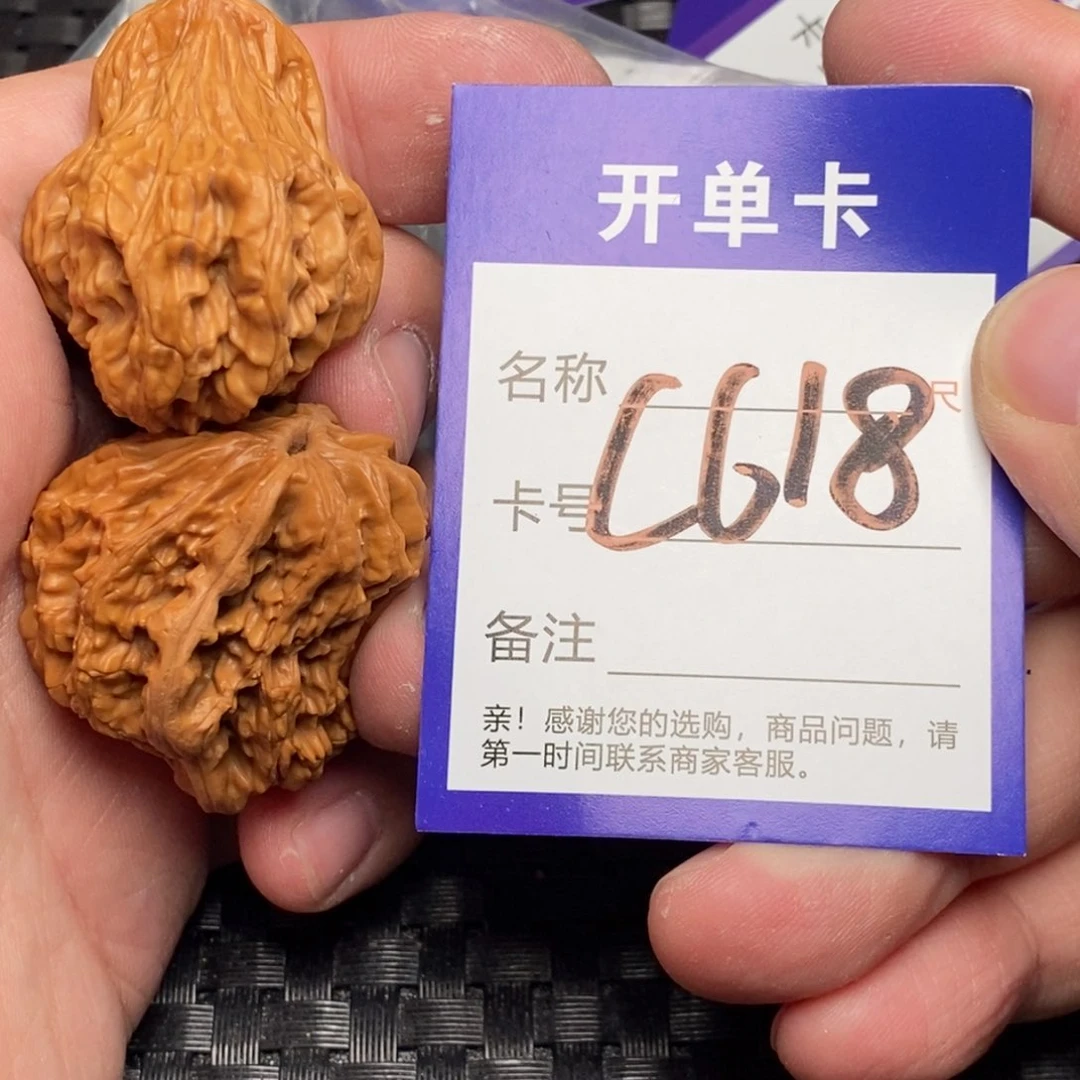 开单卡
名称
C618
尺
卡号
备注
亲！感谢您的选购，商品问题，请
第一时间联系商家客服。